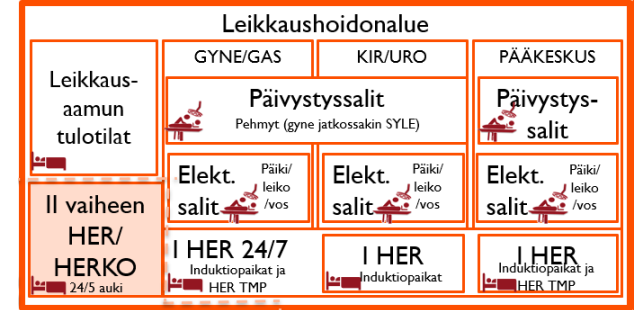 Leikkaushoidonalue
GYNE/GAS
KIR/URO
PÄÄKESKUS
Leikkaus-
aamun
tulotilat
Päivystyssalit
Pehmyt (gyne jatkossakin SYLE)
Päivystys-
salit
Elekt.
salit
Päiki/
leiko
/vos
Elekt.
salit
Päiki/
leiko
/vos
Elekt.
salit
Päiki/
leiko
/vos
II vaiheen
HER/
HERKO
24/5 auki
I HER 24/7
Induktiopaikat ja
HER TMP
I HER
Induktiopaikat
I HER
Induktiopaikat ja
HER TMP